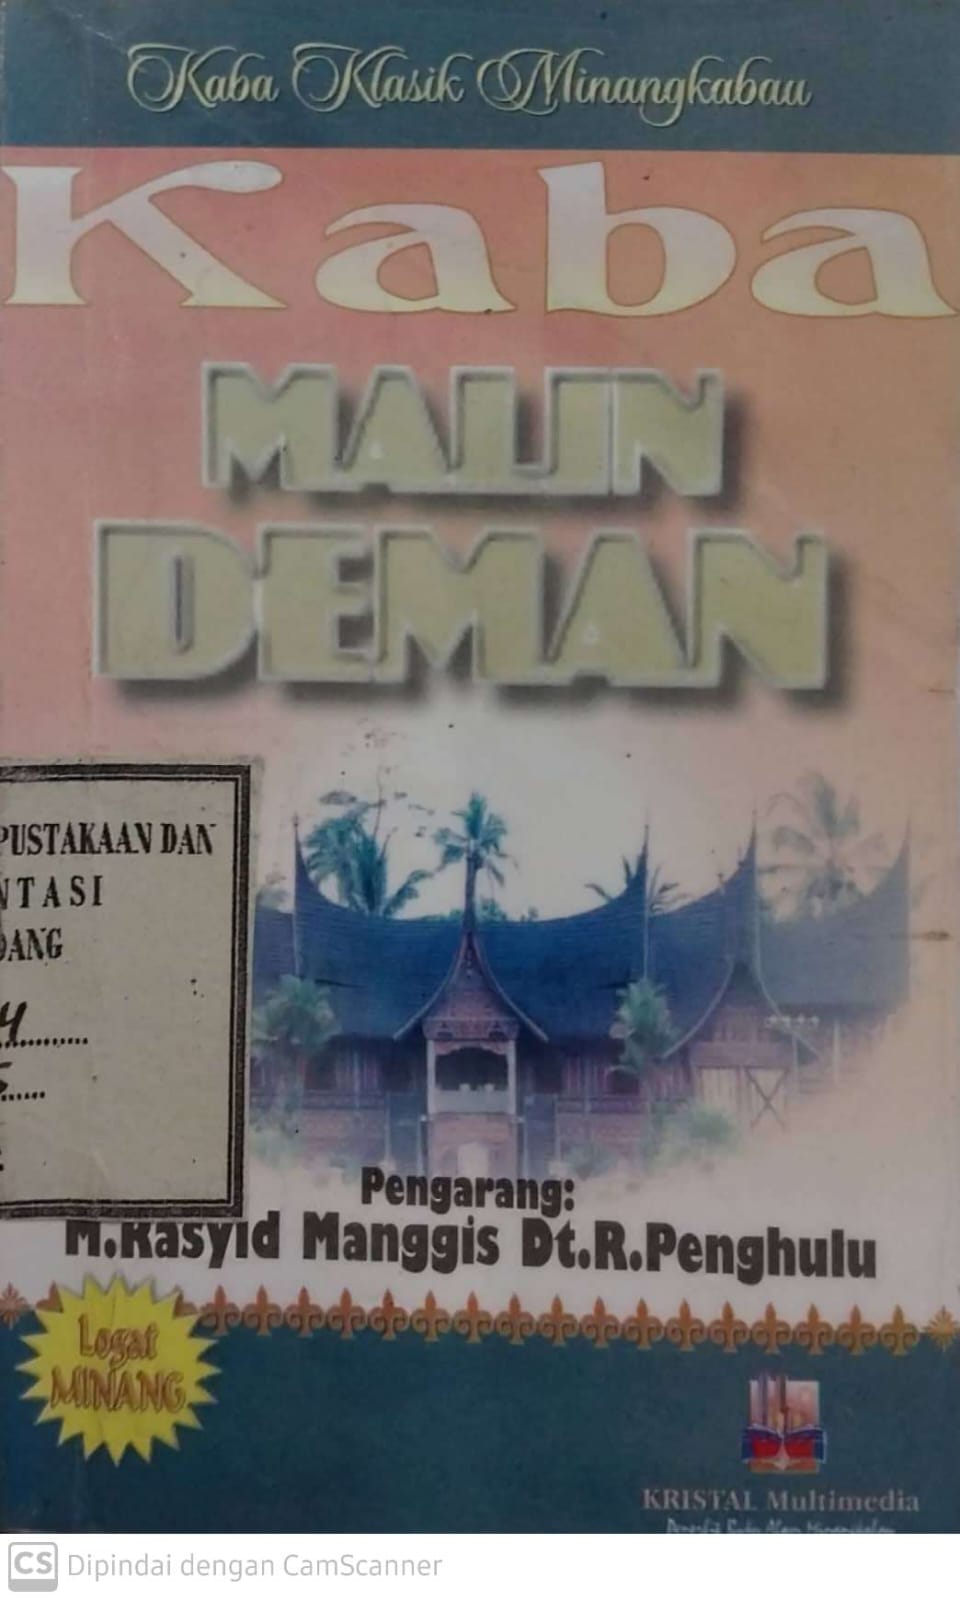 Kaba Klasik Minangkabau
Kaba
MALIN
DEMAN
PUSTAKAAN DAN
NTASI
DANG
Pengarang:
M.Rasyid Manggis Dt.R.Penghulu
Logat
MINANG
KRISTAL Multimedia
CS Dipindai dengan CamScanner